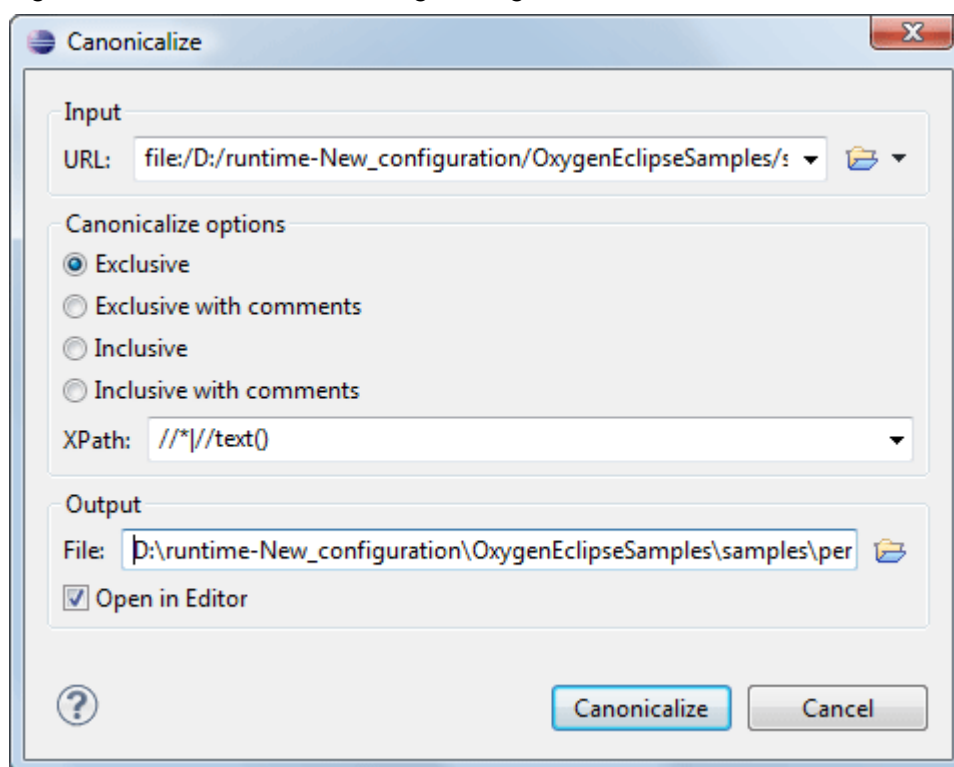 Canonicalize
Input
URL: file:/D:/runtime-New_configuration/OxygenEclipseSamples/s
Canonicalize options
Exclusive
Exclusive with comments
Inclusive
Inclusive with comments
XPath: //*|//text()
Output
File: D:\runtime-New_configuration\OxygenEclipseSamples\samples\per
Open in Editor
? Canonicalize Cancel